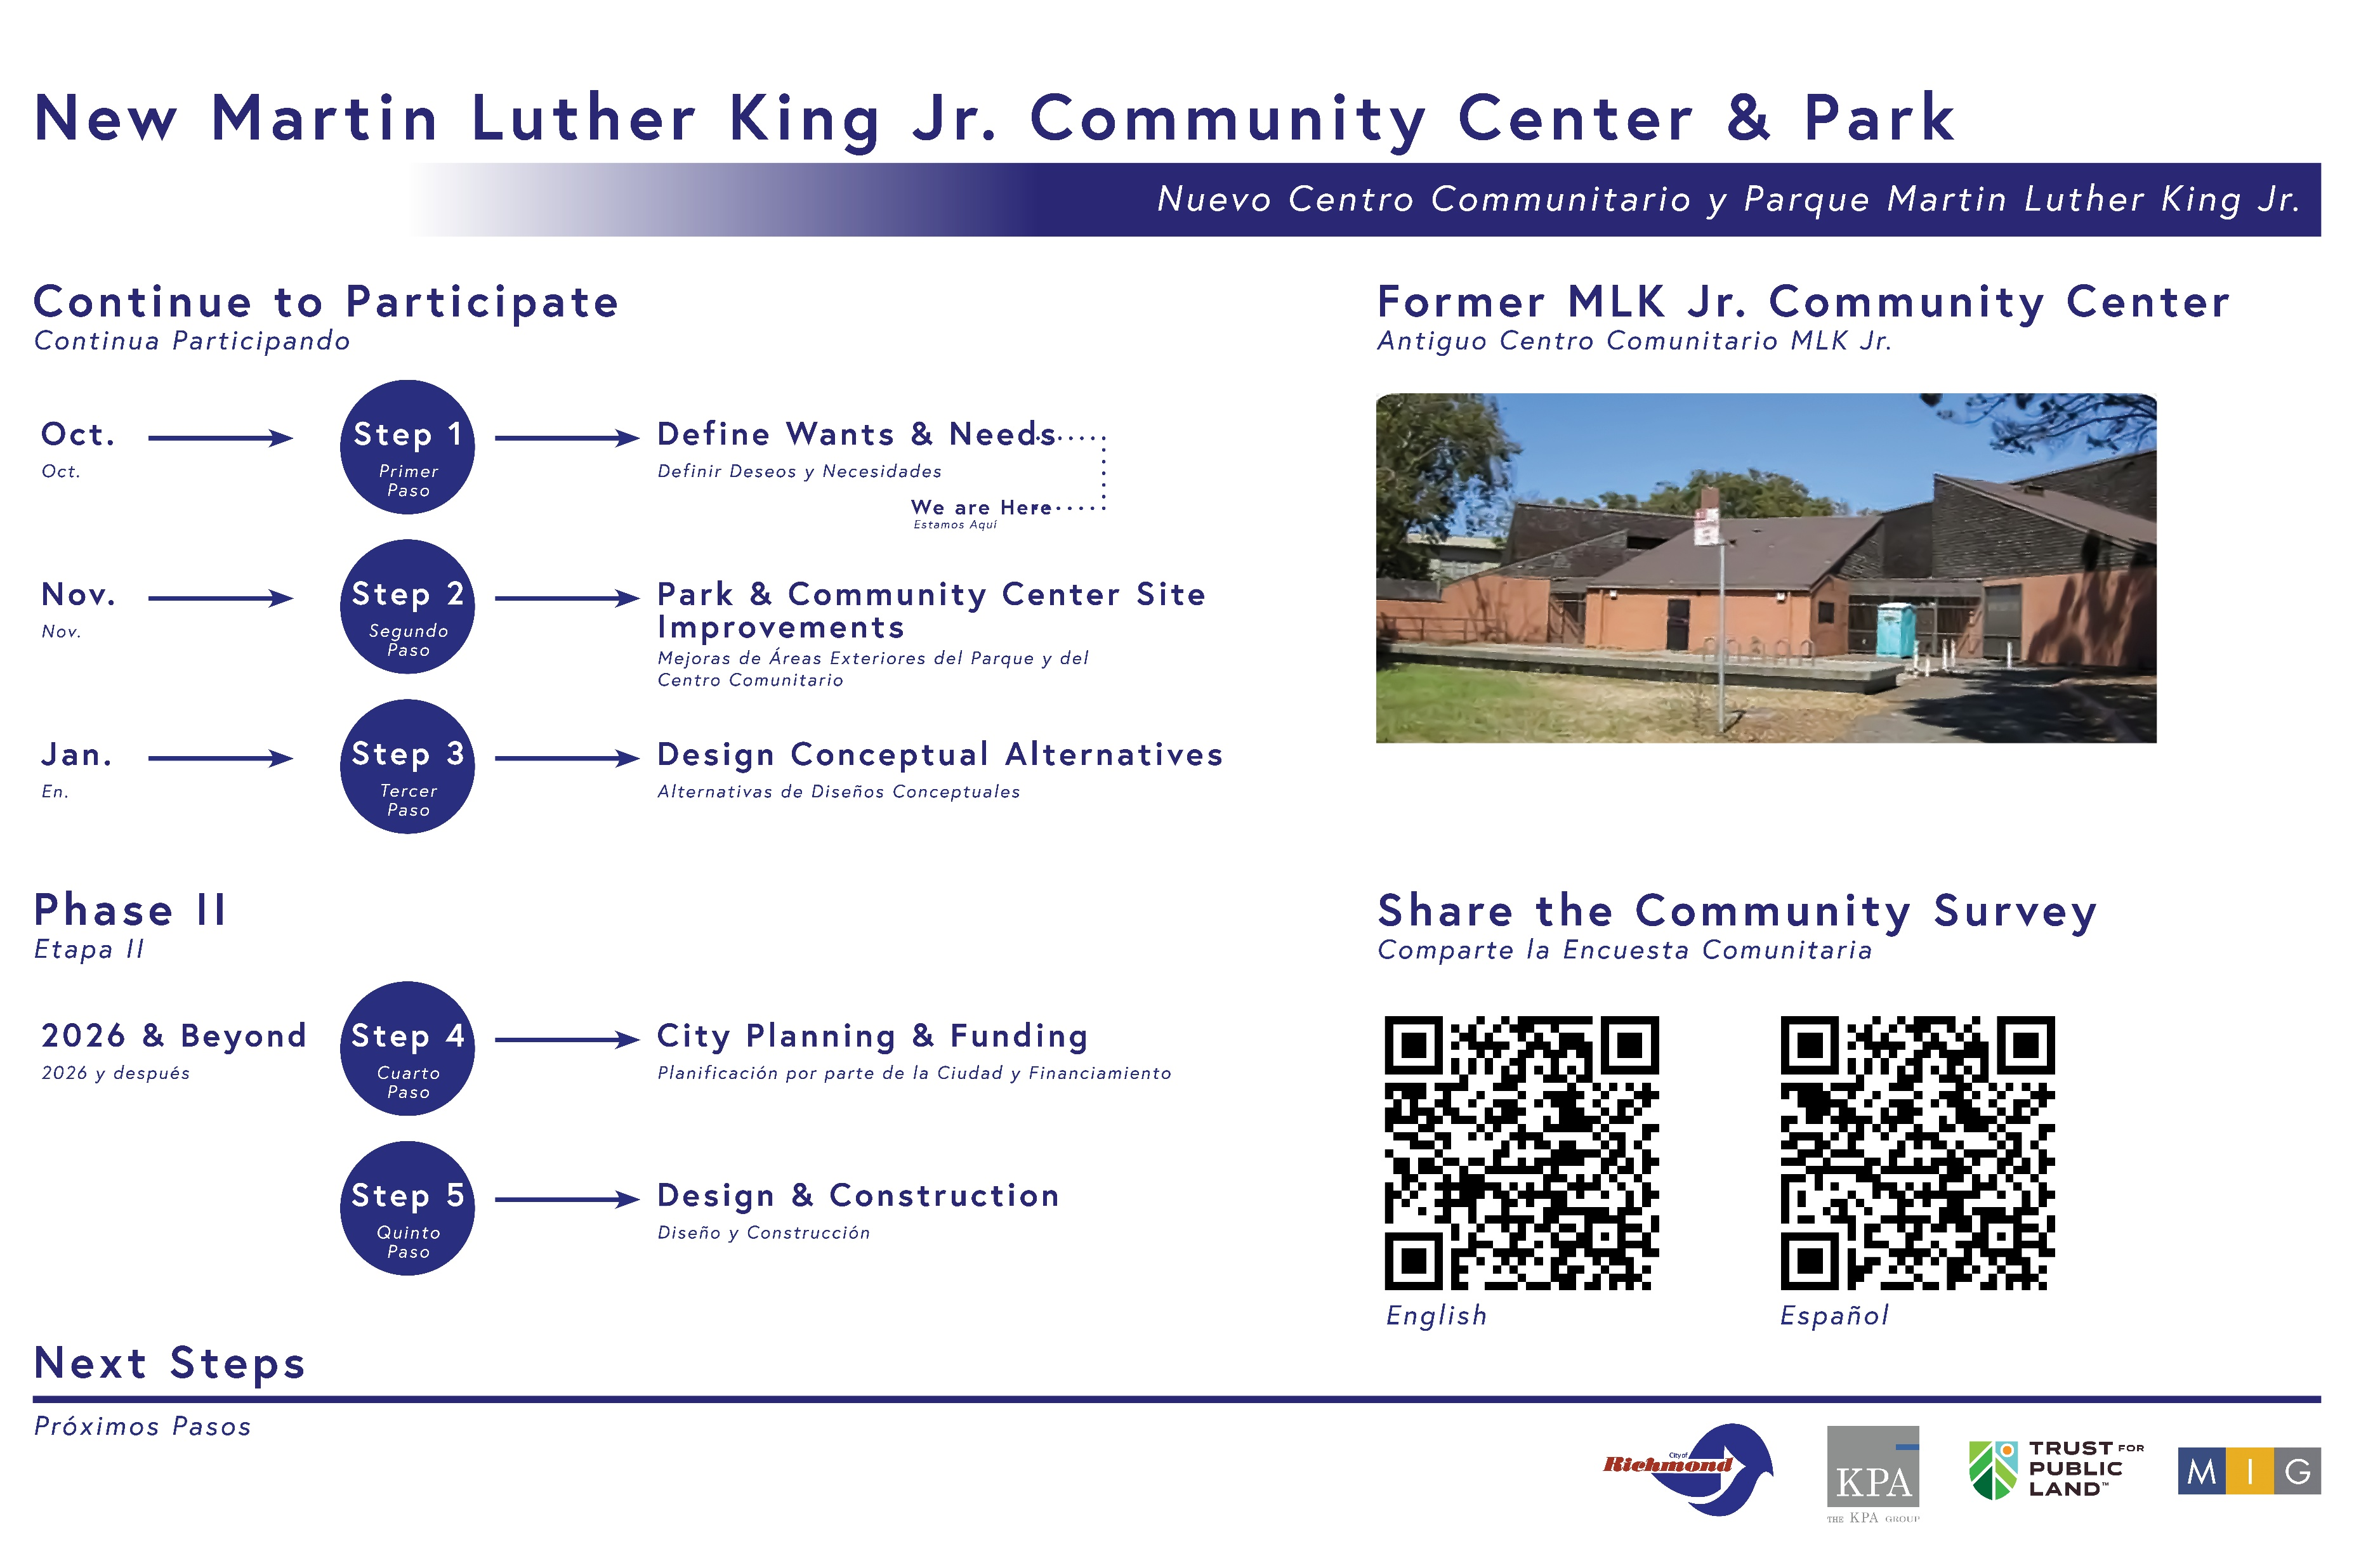 New Martin Luther King Jr. Community Center & Park
Nuevo Centro Communitario y Parque Martin Luther King Jr.
Continue to Participate
Continua Participando
Oct.
Oct.
Step 1
Primer
Paso
Define Wants & Needs
Definir Deseos y Necesidades
We are Here
Estamos Aquí
Nov.
Nov.
Step 2
Segundo
Paso
Park & Community Center Site
Improvements
Mejoras de Áreas Exteriores del Parque y del
Centro Comunitario
Jan.
En.
Step 3
Tercer
Paso
Design Conceptual Alternatives
Alternativas de Diseños Conceptuales
Phase II
Etapa II
2026 & Beyond
2026 y después
Step 4
Cuarto
Paso
City Planning & Funding
Planificación por parte de la Ciudad y Financiamiento
Step 5
Quinto
Paso
Design & Construction
Diseño y Construcción
Former MLK Jr. Community Center
Antiguo Centro Comunitario MLK Jr.
Share the Community Survey
Comparte la Encuesta Comunitaria
English
Español
Next Steps
Próximos Pasos
City of
Richmond
KPA
THE KPA GROUP
TRUST FOR
PUBLIC
LAND™
M I G